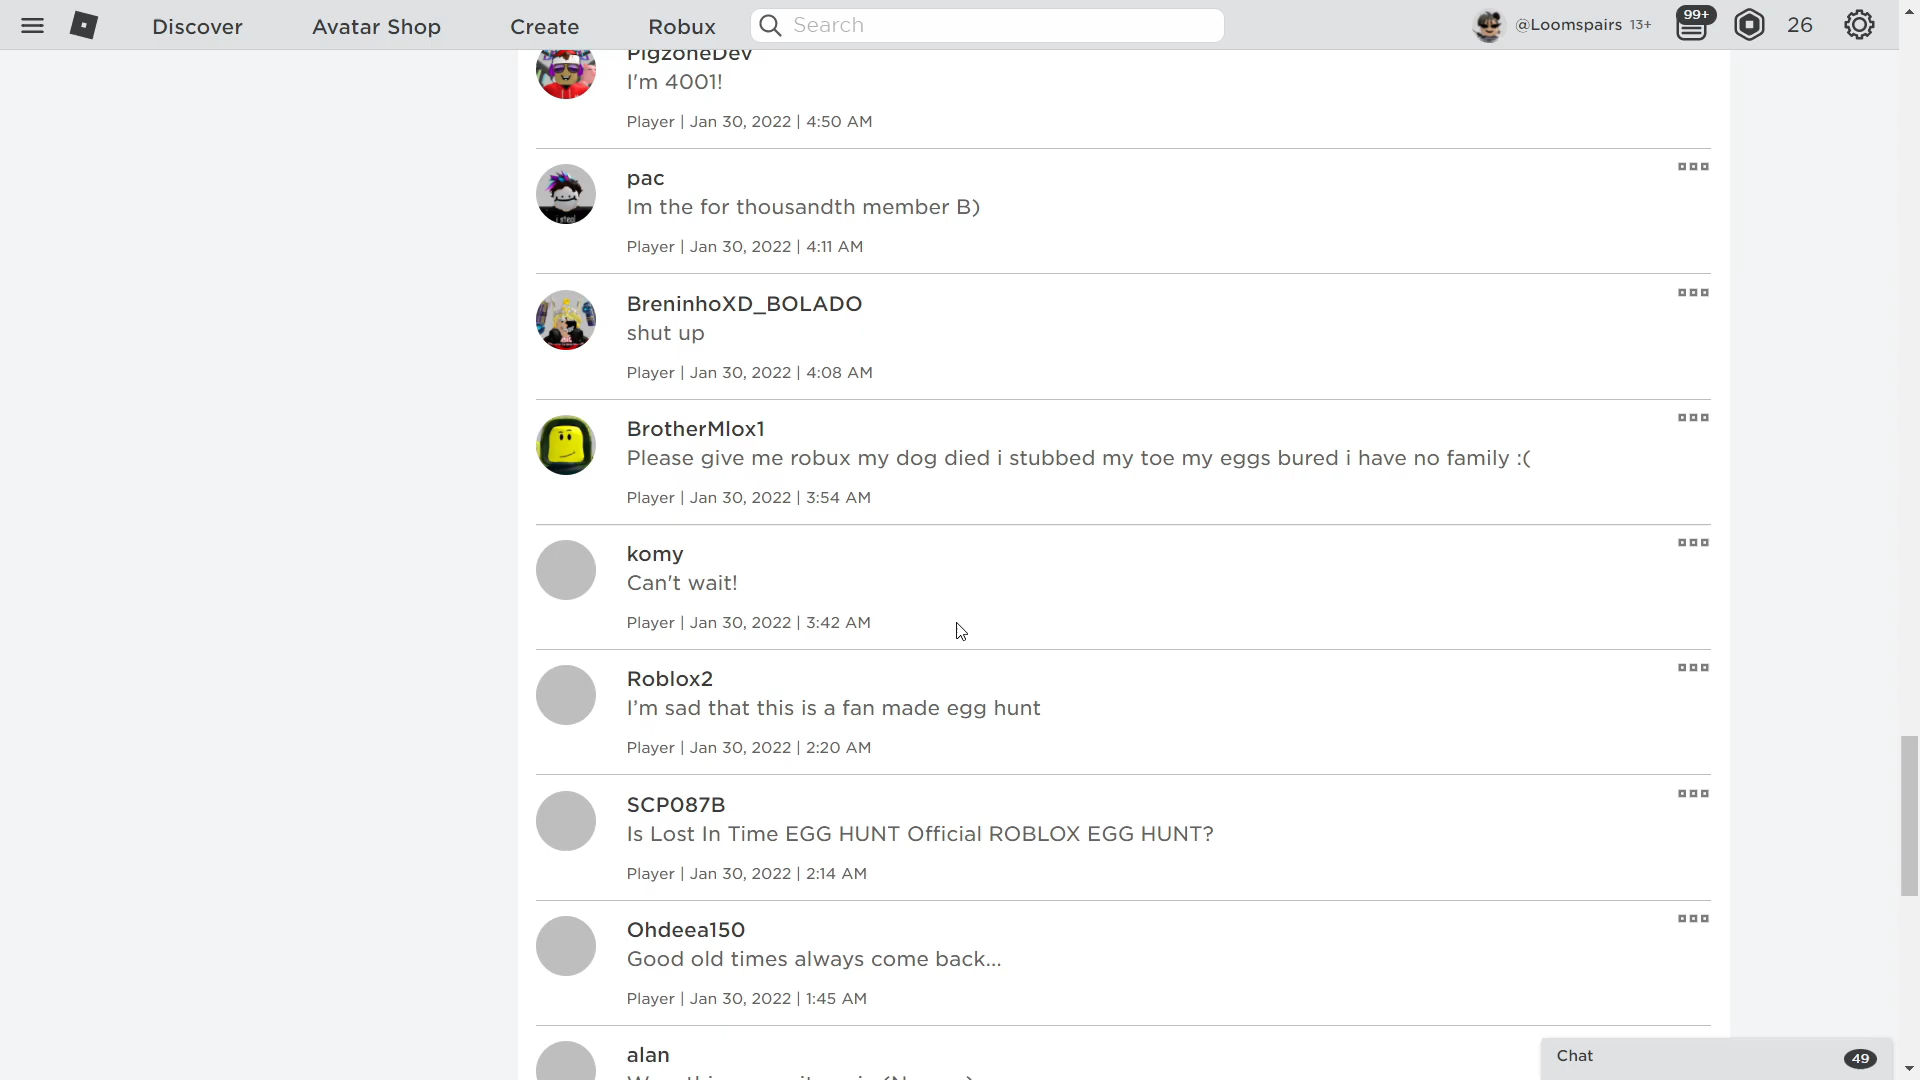 Discover Avatar Shop Create Robux Search @Loomspairs 13+ 99+ 26
PigzoneDev
I'm 4001!
Player | Jan 30, 2022 | 4:50 AM
pac
Im the for thousandth member B)
Player | Jan 30, 2022 | 4:11 AM
BreninhoXD_BOLADO
shut up
Player | Jan 30, 2022 | 4:08 AM
BrotherMlox1
Please give me robux my dog died i stubbed my toe my eggs bured i have no family :(
Player | Jan 30, 2022 | 3:54 AM
komy
Can't wait!
Player | Jan 30, 2022 | 3:42 AM
Roblox2
I’m sad that this is a fan made egg hunt
Player | Jan 30, 2022 | 2:20 AM
SCP087B
Is Lost In Time EGG HUNT Official ROBLOX EGG HUNT?
Player | Jan 30, 2022 | 2:14 AM
Ohdeea150
Good old times always come back...
Player | Jan 30, 2022 | 1:45 AM
alan
Chat 49